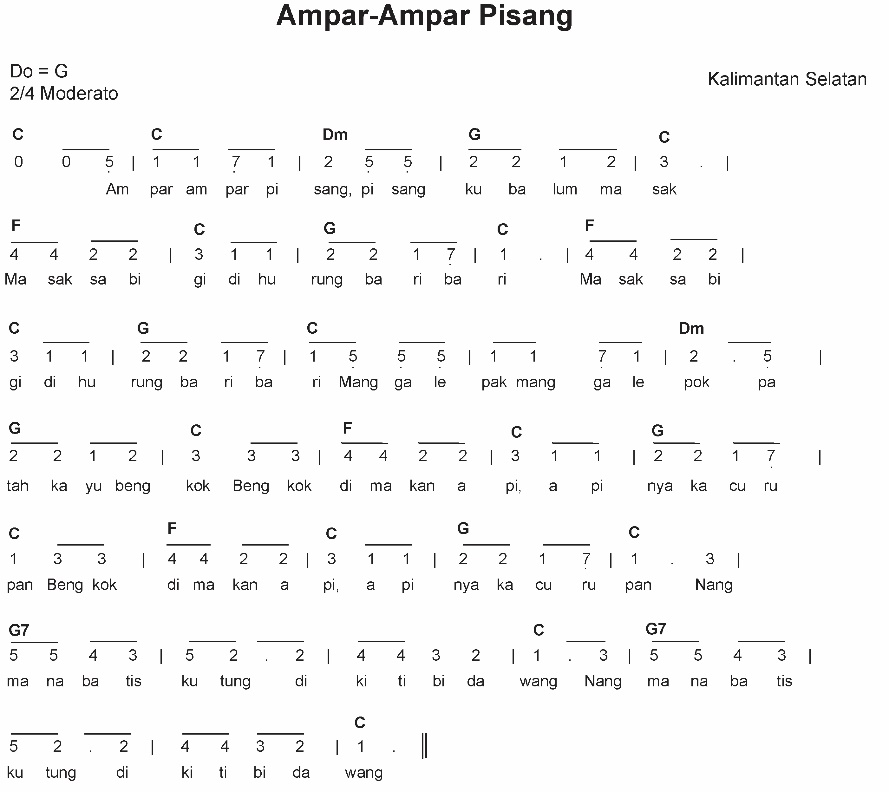 Ampar-Ampar Pisang
Do = G
2/4 Moderato
Kalimantan Selatan
C C Dm G C
0 0 5̣ | 1 1 7̣ 1 | 2 5̣ 5̣ | 2 2 1 2 | 3 . |
Am par am par pi sang, pi sang ku ba lum ma sak
F C G C F
4 4 2 2 | 3 1 1 | 2 2 1 7̣ | 1 . | 4 4 2 2 |
Ma sak sa bi gi di hu rung ba ri ba ri Ma sak sa bi
C G C Dm
3 1 1 | 2 2 1 7̣ | 1 5̣ 5̣ 5̣ | 1 1 7̣ 1 | 2 . 5̣ |
gi di hu rung ba ri ba ri Mang ga le pak mang ga le pok pa
G C F C G
2 2 1 2 | 3 3 3 | 4 4 2 2 | 3 1 1 | 2 2 1 7̣ |
tah ka yu beng kok Beng kok di ma kan a pi, a pi nya ka cu ru
C F C G C
1 3 3 | 4 4 2 2 | 3 1 1 | 2 2 1 7̣ | 1 . 3 |
pan Beng kok di ma kan a pi, a pi nya ka cu ru pan Nang
G7 C G7
5 5 4 3 | 5 2 . 2 | 4 4 3 2 | 1 . 3 | 5 5 4 3 |
ma na ba tis ku tung di ki ti bi da wang Nang ma na ba tis
C
5 2 . 2 | 4 4 3 2 | 1 . ||
ku tung di ki ti bi da wang